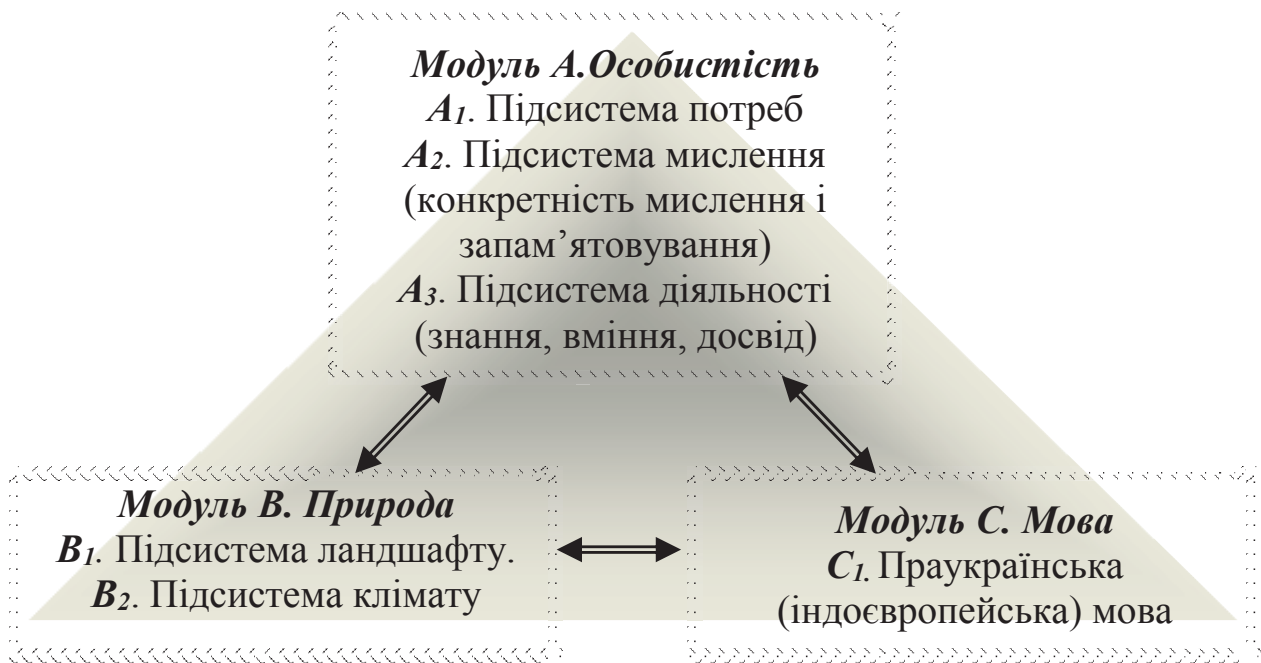 Модуль А.Особистість
А1. Підсистема потреб
А2. Підсистема мислення
(конкретність мислення і
запам’ятовування)
А3. Підсистема діяльності
(знання, вміння, досвід)
Модуль В. Природа
В1. Підсистема ландшафту.
В2. Підсистема клімату
Модуль С. Мова
С1. Праукраїнська
(індоєвропейська) мова